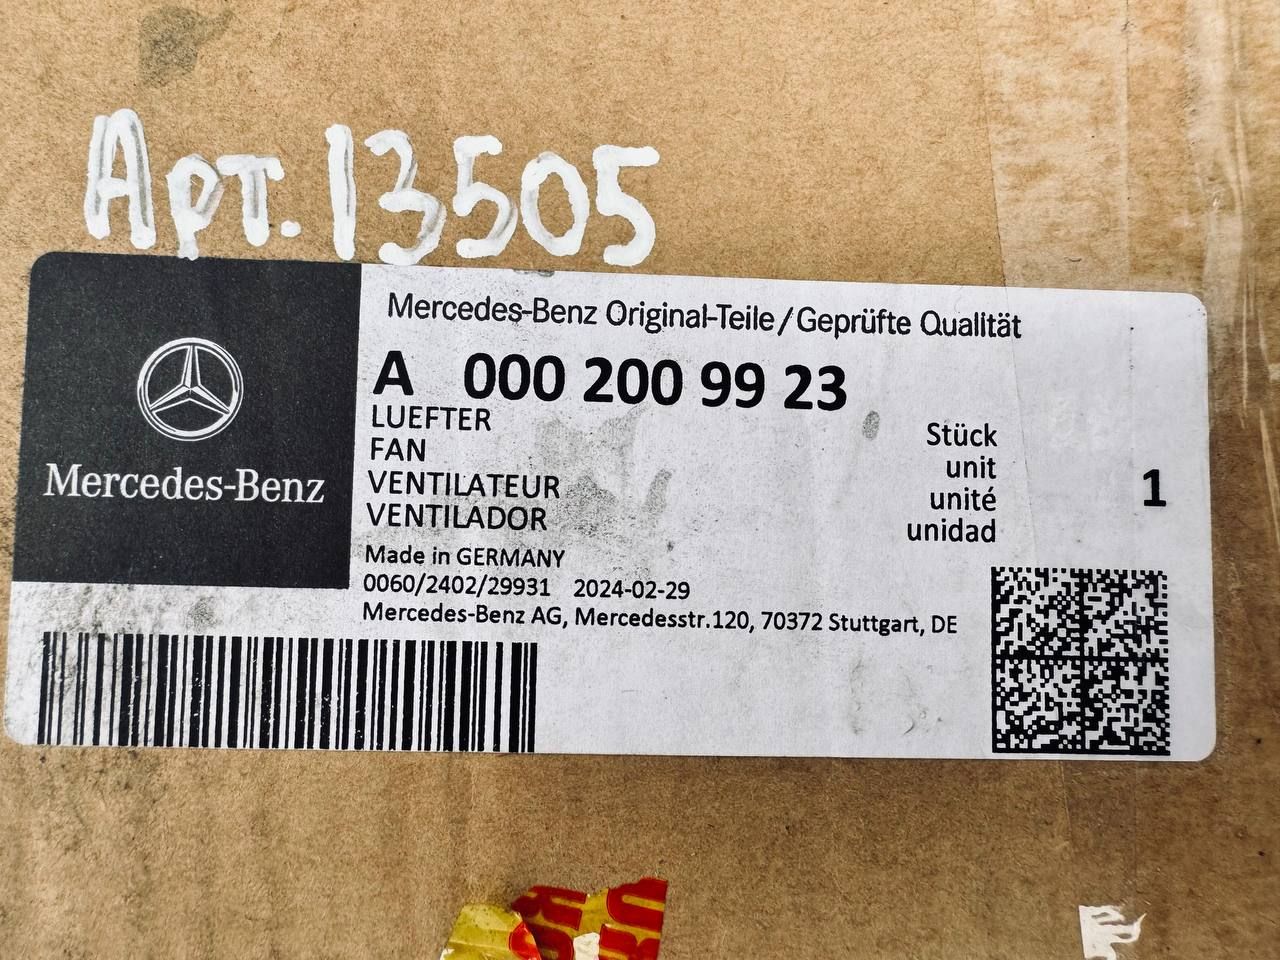 Арт. 13505
Mercedes-Benz Original-Teile/Geprüfte Qualität
A 000 200 99 23
LUEFTER
FAN
VENTILATEUR
VENTILADOR
Stück
unit
unité
unidad
1
Mercedes-Benz
Made in GERMANY
0060/2402/29931 2024-02-29
Mercedes-Benz AG, Mercedesstr.120, 70372 Stuttgart, DE